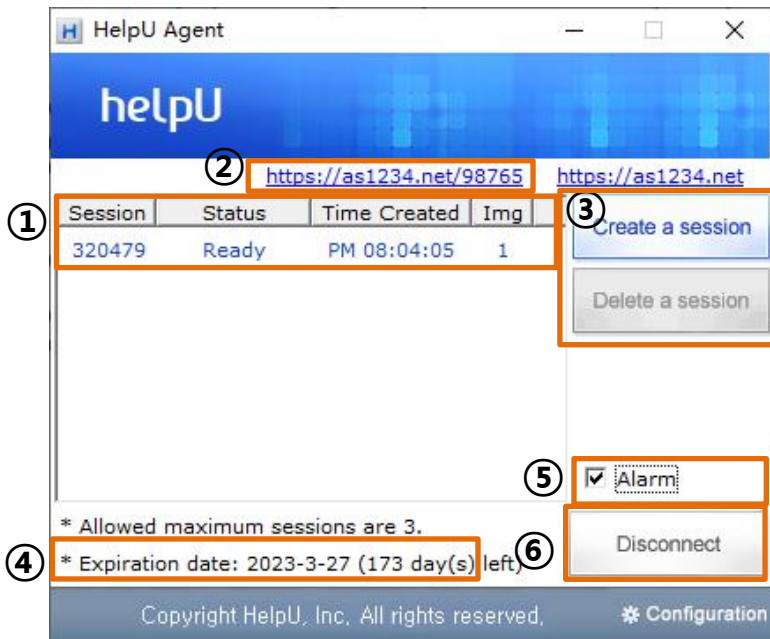 H HelpU Agent
helpU
② https://as1234.net/98765 https://as1234.net
① Session Status Time Created Img ③ Create a session
320479 Ready PM 08:04:05 1
Delete a session
⑤ Alarm
* Allowed maximum sessions are 3.
④ * Expiration date: 2023-3-27 (173 day(s) left) ⑥ Disconnect
Copyright HelpU, Inc, All rights reserved, Configuration